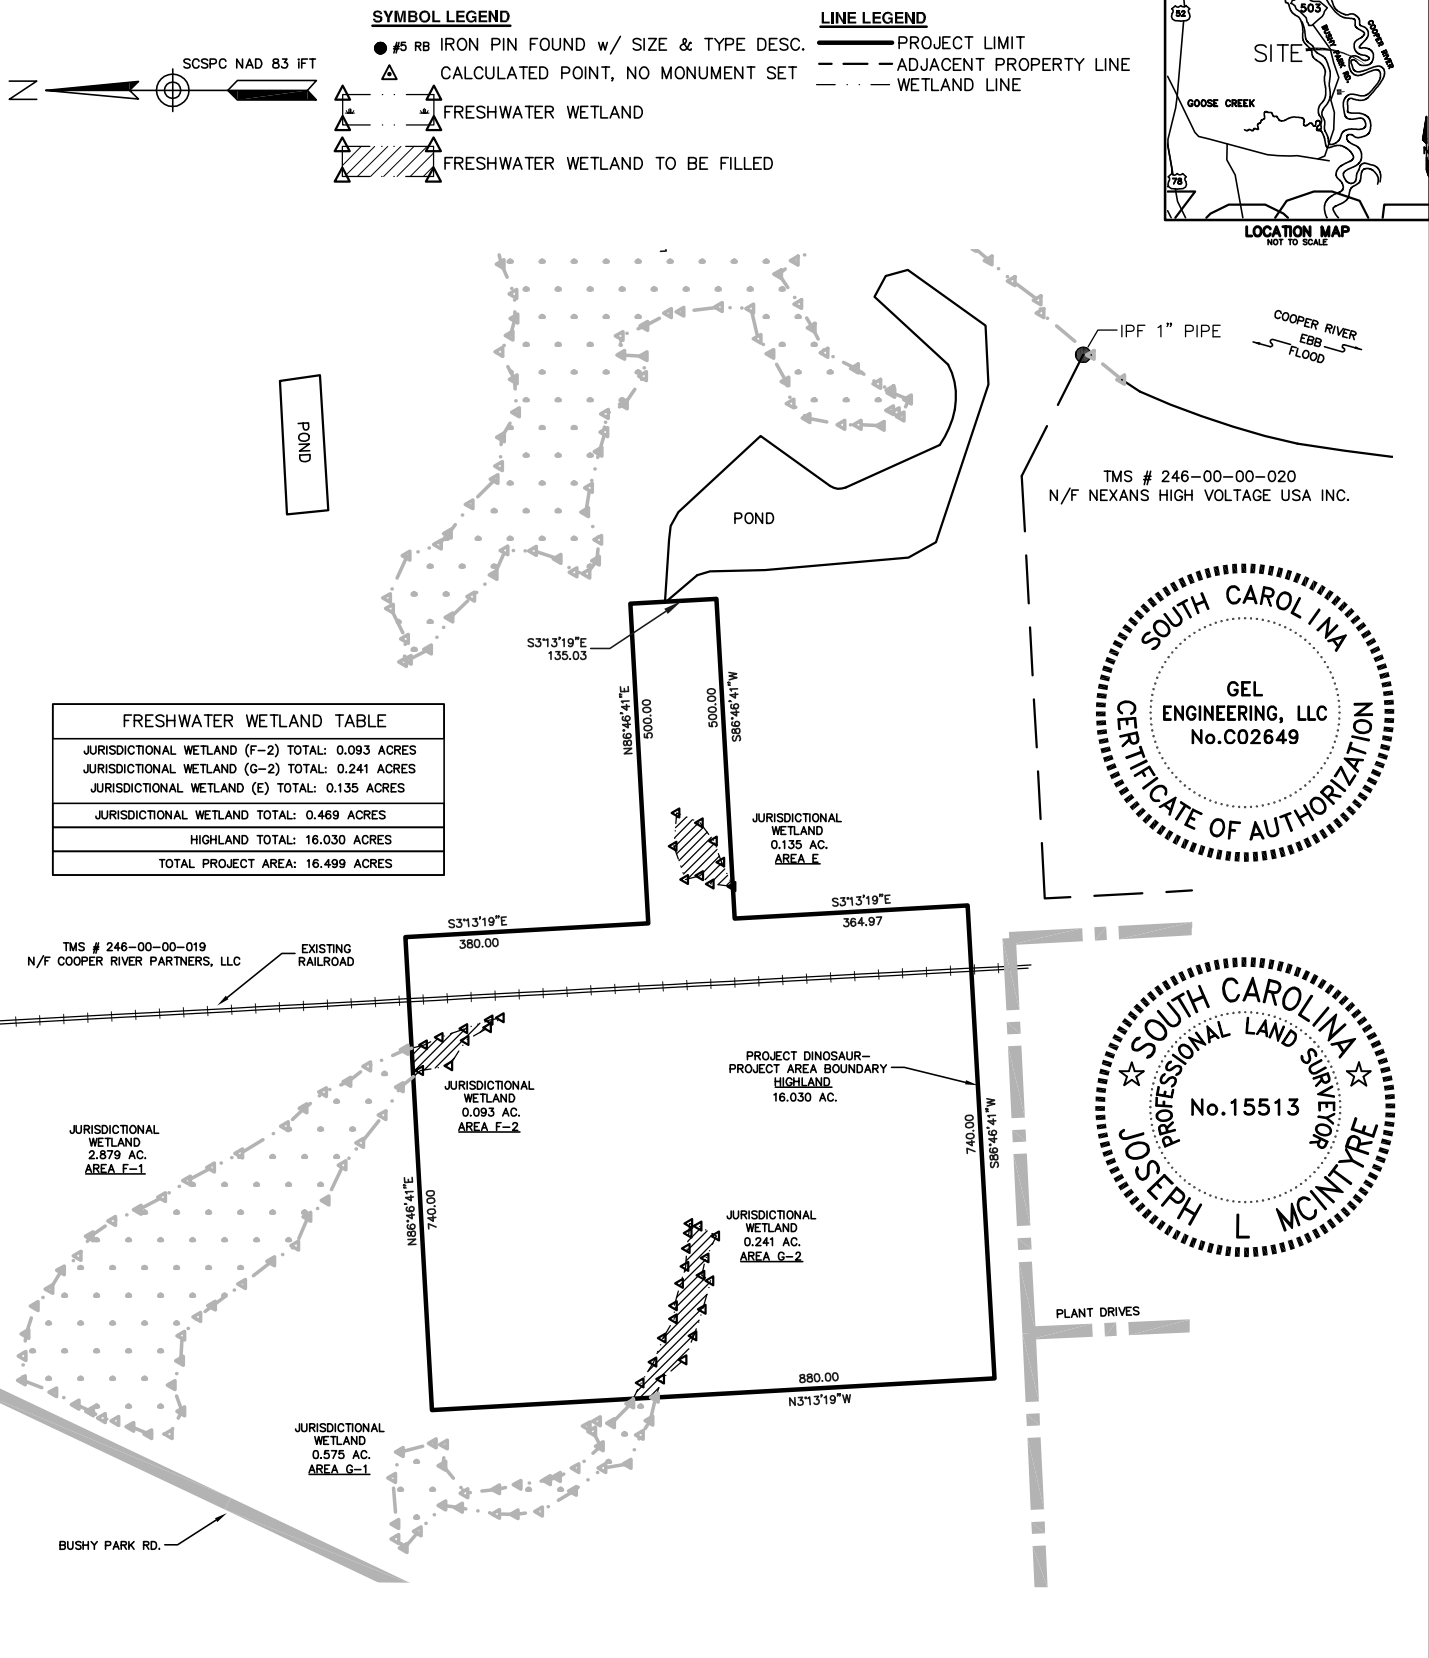 SYMBOL LEGEND
#5 RB IRON PIN FOUND w/ SIZE & TYPE DESC.
CALCULATED POINT, NO MONUMENT SET
FRESHWATER WETLAND
FRESHWATER WETLAND TO BE FILLED
LINE LEGEND
PROJECT LIMIT
ADJACENT PROPERTY LINE
WETLAND LINE
N
SCSPC NAD 83 iFT
52
503
COOPER RIVER
BUSHY PARK RD.
SITE
GOOSE CREEK
78
LOCATION MAP
NOT TO SCALE
IPF 1" PIPE
COOPER RIVER
EBB
FLOOD
POND
TMS # 246-00-00-020
N/F NEXANS HIGH VOLTAGE USA INC.
POND
SOUTH CAROLINA
GEL
ENGINEERING, LLC
No.C02649
CERTIFICATE OF AUTHORIZATION
S3°13'19"E
135.03
N86°46'41"E
500.00
500.00
S86°46'41"W
FRESHWATER WETLAND TABLE
JURISDICTIONAL WETLAND (F-2) TOTAL: 0.093 ACRES
JURISDICTIONAL WETLAND (G-2) TOTAL: 0.241 ACRES
JURISDICTIONAL WETLAND (E) TOTAL: 0.135 ACRES
JURISDICTIONAL WETLAND TOTAL: 0.469 ACRES
HIGHLAND TOTAL: 16.030 ACRES
TOTAL PROJECT AREA: 16.499 ACRES
JURISDICTIONAL
WETLAND
0.135 AC.
AREA E
S3°13'19"E
380.00
S3°13'19"E
364.97
TMS # 246-00-00-019
N/F COOPER RIVER PARTNERS, LLC
EXISTING
RAILROAD
SOUTH CAROLINA
PROFESSIONAL LAND SURVEYOR
No.15513
JOSEPH L MCINTYRE
PROJECT DINOSAUR-
PROJECT AREA BOUNDARY
HIGHLAND
16.030 AC.
JURISDICTIONAL
WETLAND
0.093 AC.
AREA F-2
JURISDICTIONAL
WETLAND
2.879 AC.
AREA F-1
740.00
S86°46'41"W
N86°46'41"E
740.00
JURISDICTIONAL
WETLAND
0.241 AC.
AREA G-2
PLANT DRIVES
880.00
N3°13'19"W
JURISDICTIONAL
WETLAND
0.575 AC.
AREA G-1
BUSHY PARK RD.